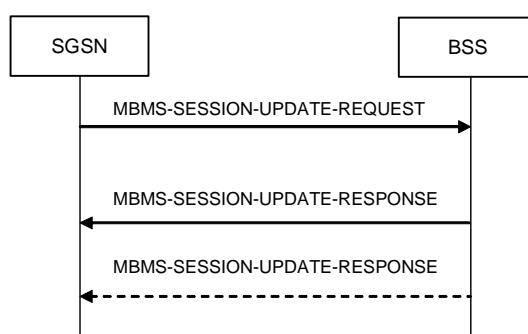 SGSN
BSS
MBMS-SESSION-UPDATE-REQUEST
MBMS-SESSION-UPDATE-RESPONSE
MBMS-SESSION-UPDATE-RESPONSE